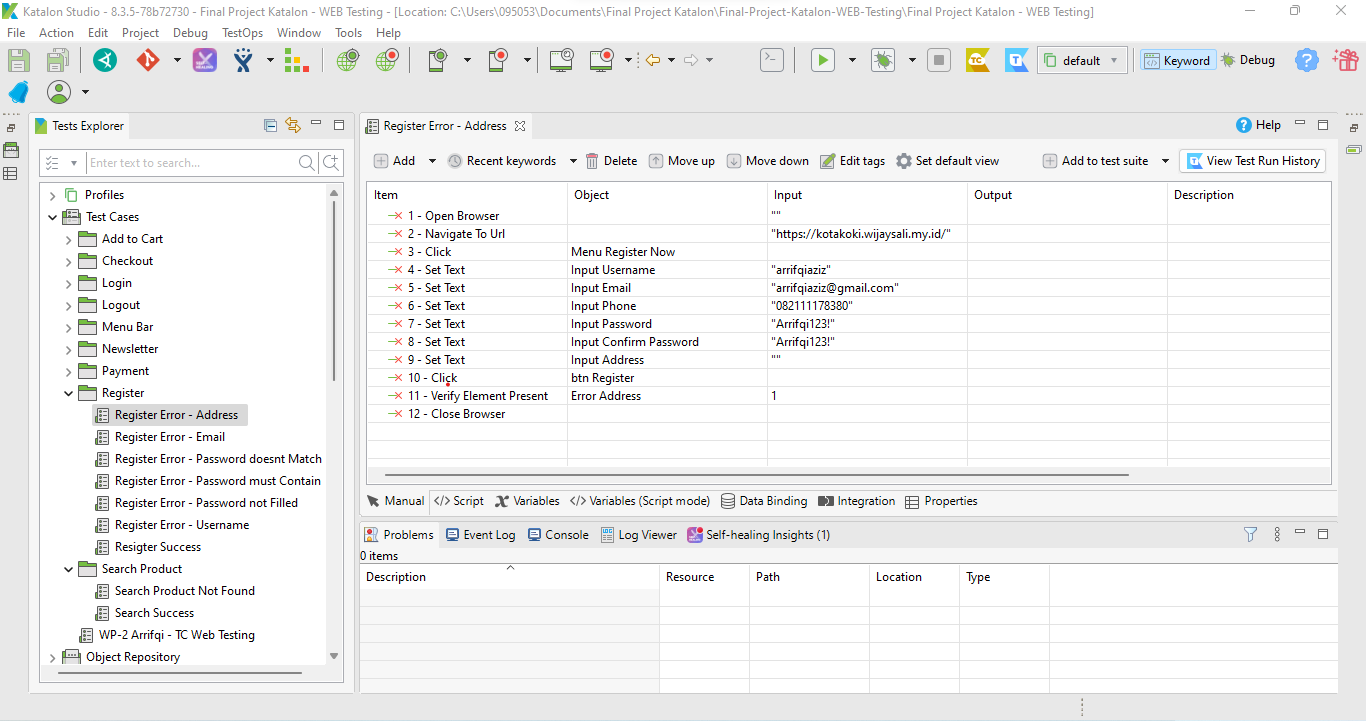 Katalon Studio - 8.3.5-78b72730 - Final Project Katalon - WEB Testing - [Location: C:\Users\095053\Documents\Final Project Katalon\Final-Project-Katalon-WEB-Testing\Final Project Katalon - WEB Testing]
File Action Edit Project Debug TestOps Window Tools Help
TC T default Keyword Debug
Tests Explorer
Enter text to search...
Profiles
Test Cases
Add to Cart
Checkout
Login
Logout
Menu Bar
Newsletter
Payment
Register
Register Error - Address
Register Error - Email
Register Error - Password doesnt Match
Register Error - Password must Contain
Register Error - Password not Filled
Register Error - Username
Resigter Success
Search Product
Search Product Not Found
Search Success
WP-2 Arrifqi - TC Web Testing
Object Repository
Register Error - Address Help
Add Recent keywords Delete Move up Move down Edit tags Set default view Add to test suite View Test Run History
Item Object Input Output Description
1 - Open Browser ""
2 - Navigate To Url "https://kotakoki.wijaysali.my.id/"
3 - Click Menu Register Now
4 - Set Text Input Username "arrifqiaziz"
5 - Set Text Input Email "arrifqiaziz@gmail.com"
6 - Set Text Input Phone "082111178380"
7 - Set Text Input Password "Arrifqi123!"
8 - Set Text Input Confirm Password "Arrifqi123!"
9 - Set Text Input Address ""
10 - Click btn Register
11 - Verify Element Present Error Address 1
12 - Close Browser
Manual </> Script Variables </> Variables (Script mode) Data Binding Integration Properties
Problems Event Log Console Log Viewer Self-healing Insights (1)
0 items
Description Resource Path Location Type